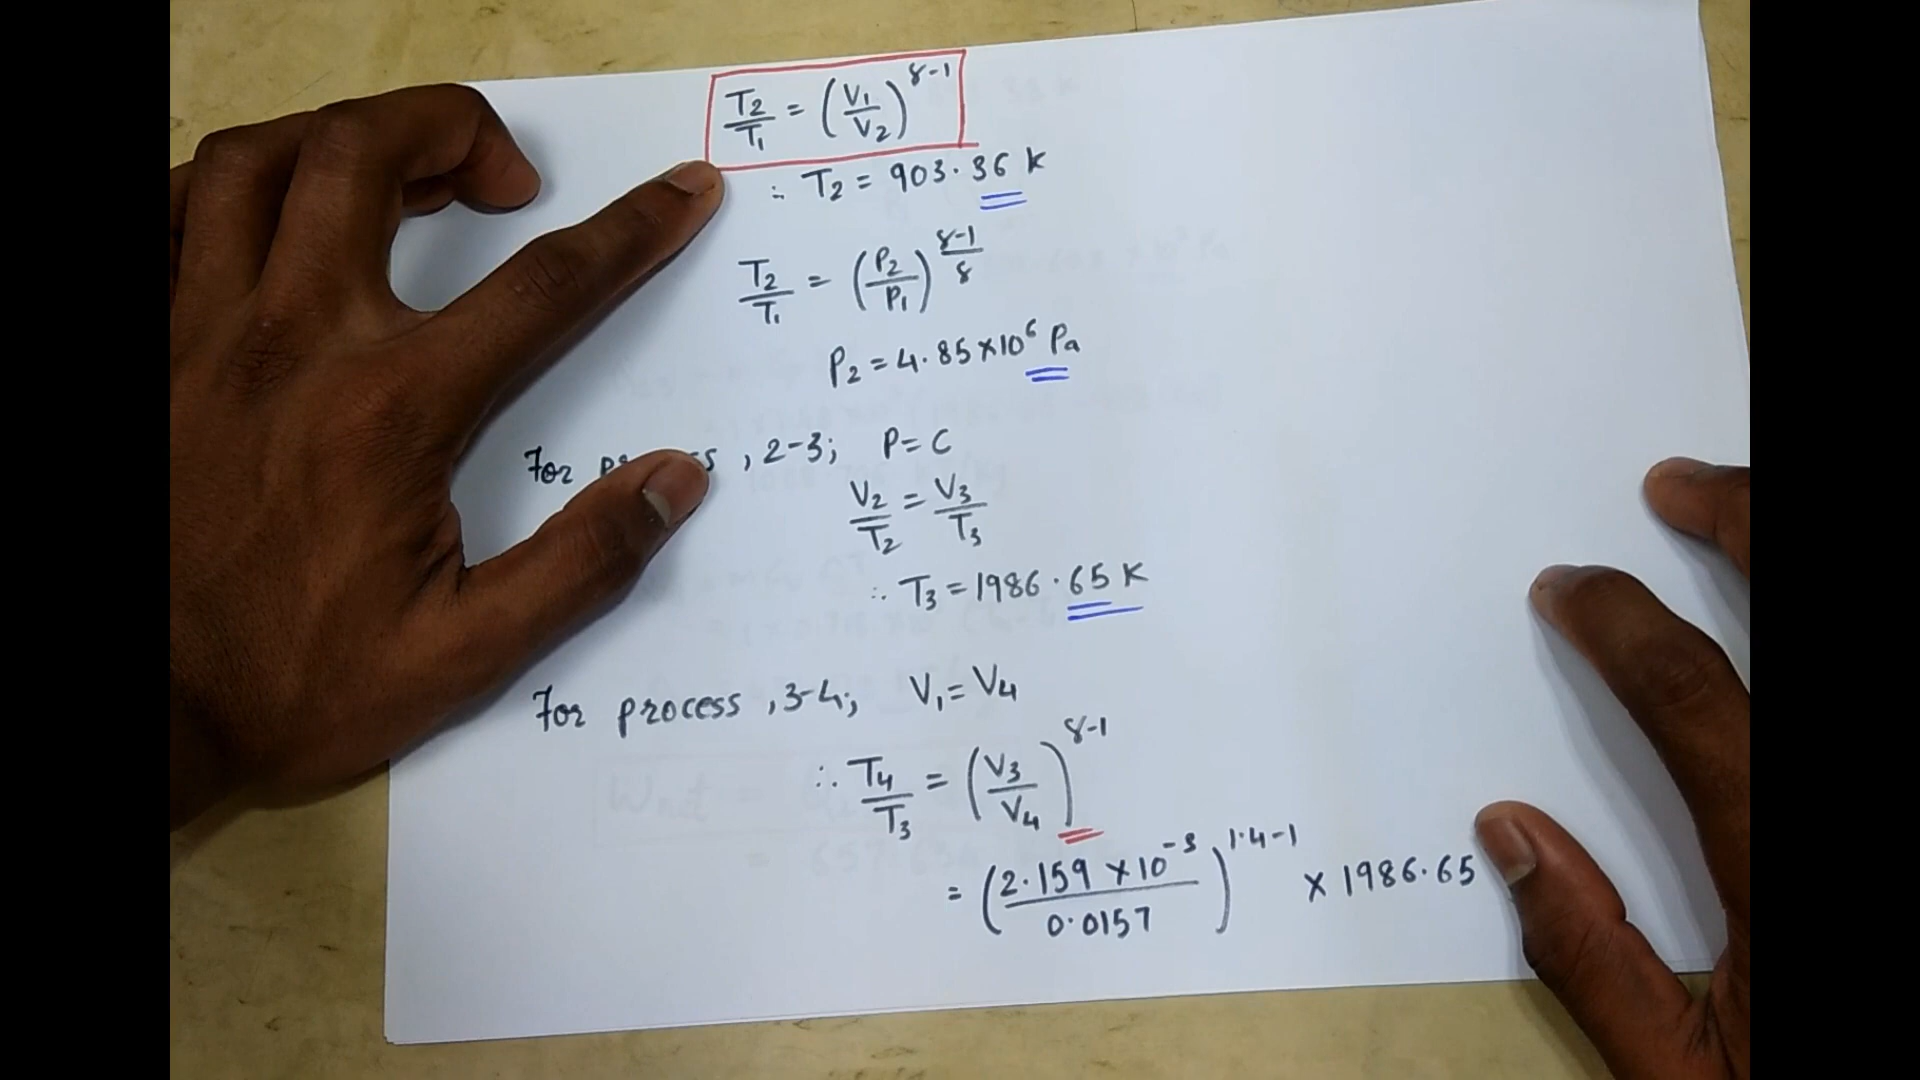 T2/T1 = (V1/V2)^γ-1
∴ T2 = 903.36 K
T2/T1 = (P2/P1)^γ-1/γ
P2 = 4.85×10^6 Pa
For , 2-3; P=C
V2/T2 = V3/T3
∴ T3 = 1986.65 K
For process , 3-4; V1 = V4
∴ T4/T3 = (V3/V4)^γ-1
= (2.159 × 10^-3/0.0157)^1.4-1 × 1986.65